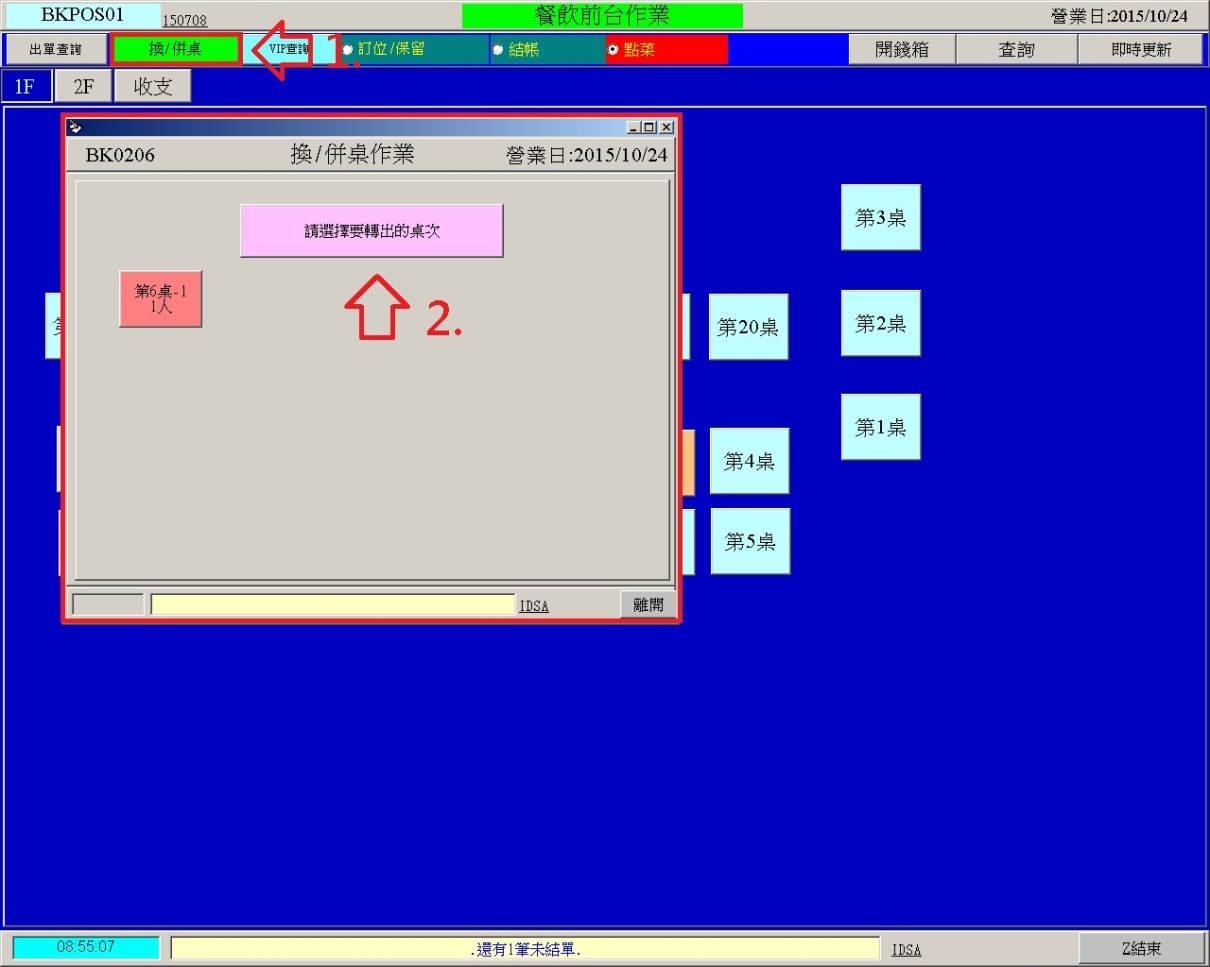 BKPOS01
150708
餐飲前台作業
營業日:2015/10/24
出單查詢
換/併桌
VIP查詢
1.
訂位/保留
結帳
點菜
開錢箱
查詢
即時更新
1F
2F
收支
BK0206
換/併桌作業
營業日:2015/10/24
請選擇要轉出的桌次
第6桌-1
1人
2.
第3桌
第20桌
第2桌
第1桌
第4桌
第5桌
IDSA
離開
08:55:07
.還有1筆未結單.
IDSA
Z結束